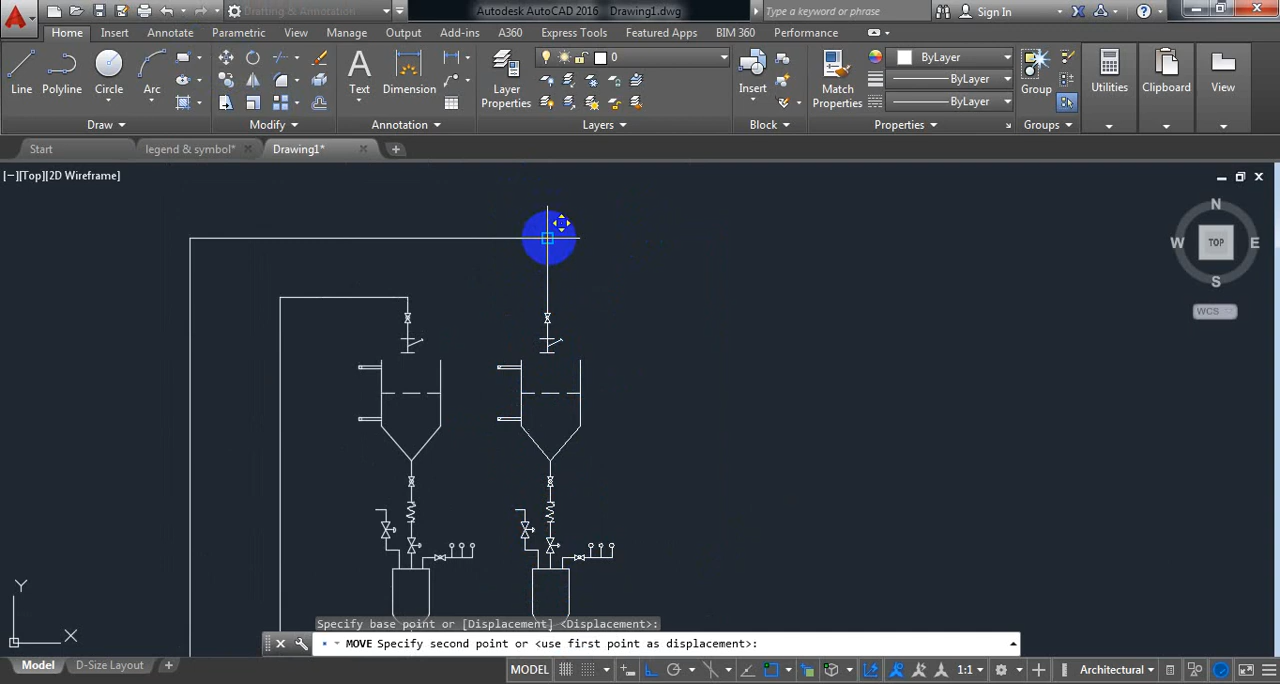 Drafting & Annotation
Autodesk AutoCAD 2016 Drawing1.dwg
Type a keyword or phrase
Sign In
Home Insert Annotate Parametric View Manage Output Add-ins A360 Express Tools Featured Apps BIM 360 Performance
Line Polyline Circle Arc
Text Dimension
Layer Properties
0
Insert
Match Properties
ByLayer
ByLayer
ByLayer
Group
Utilities
Clipboard
View
Draw Modify Annotation Layers Block Properties Groups
Start legend & symbol* Drawing1*
[−][Top][2D Wireframe]
N
W TOP E
S
WCS
Y
X
Specify base point or [Displacement] <Displacement>:
MOVE Specify second point or <use first point as displacement>:
Model D-Size Layout
MODEL 1:1 Architectural